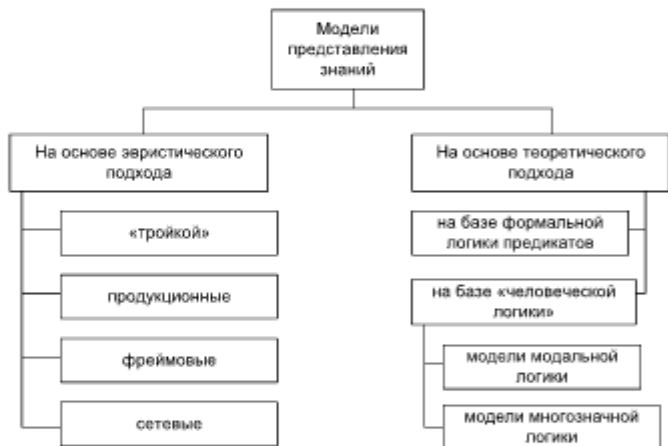 Модели
представления
знаний
На основе эвристического
подхода
«тройкой»
продукционные
фреймовые
сетевые
На основе теоретического
подхода
на базе формальной
логики предикатов
на базе «человеческой
логики»
модели модальной
логики
модели многозначной
логики